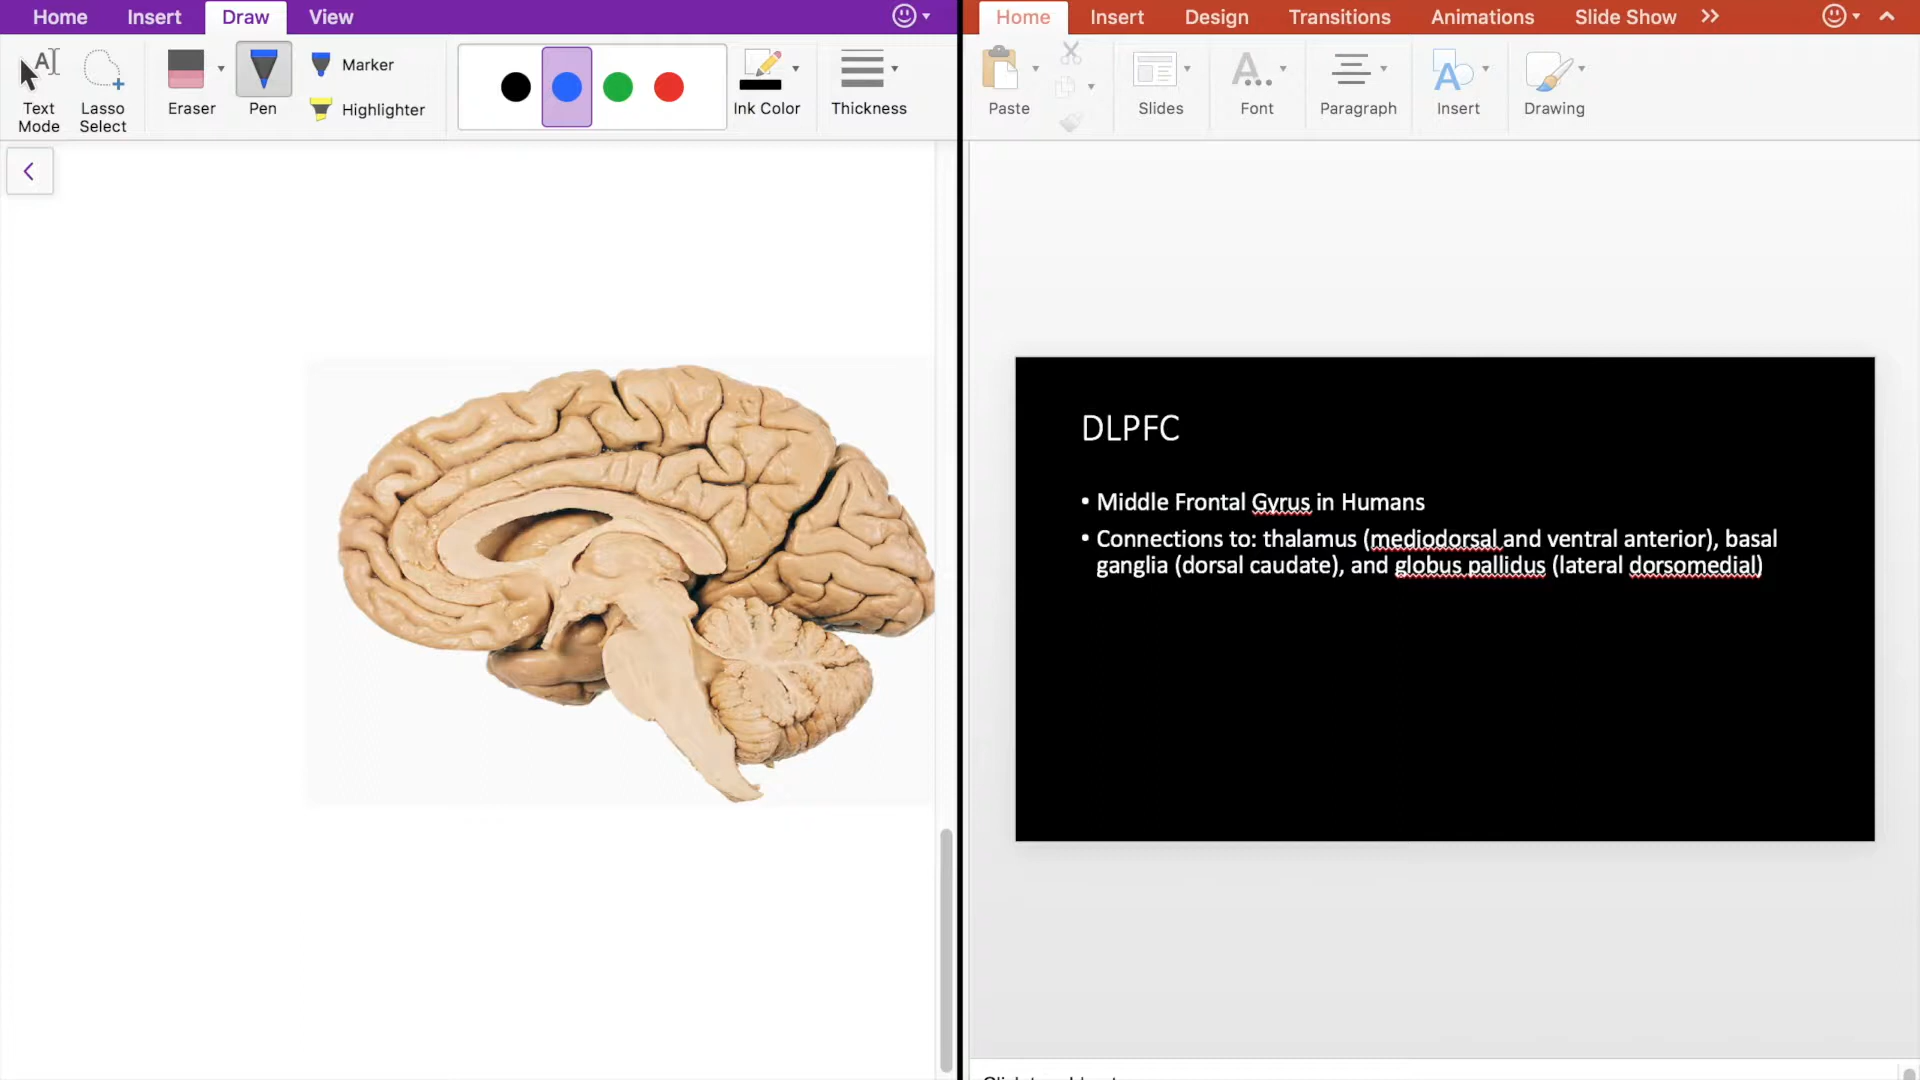 Home Insert Draw View
Home Insert Design Transitions Animations Slide Show
Text Mode
Lasso Select
Eraser
Pen
Marker
Highlighter
Ink Color
Thickness
Paste
Slides
Font
Paragraph
Insert
Drawing
DLPFC
• Middle Frontal Gyrus in Humans
• Connections to: thalamus (mediodorsal and ventral anterior), basal
ganglia (dorsal caudate), and globus pallidus (lateral dorsomedial)